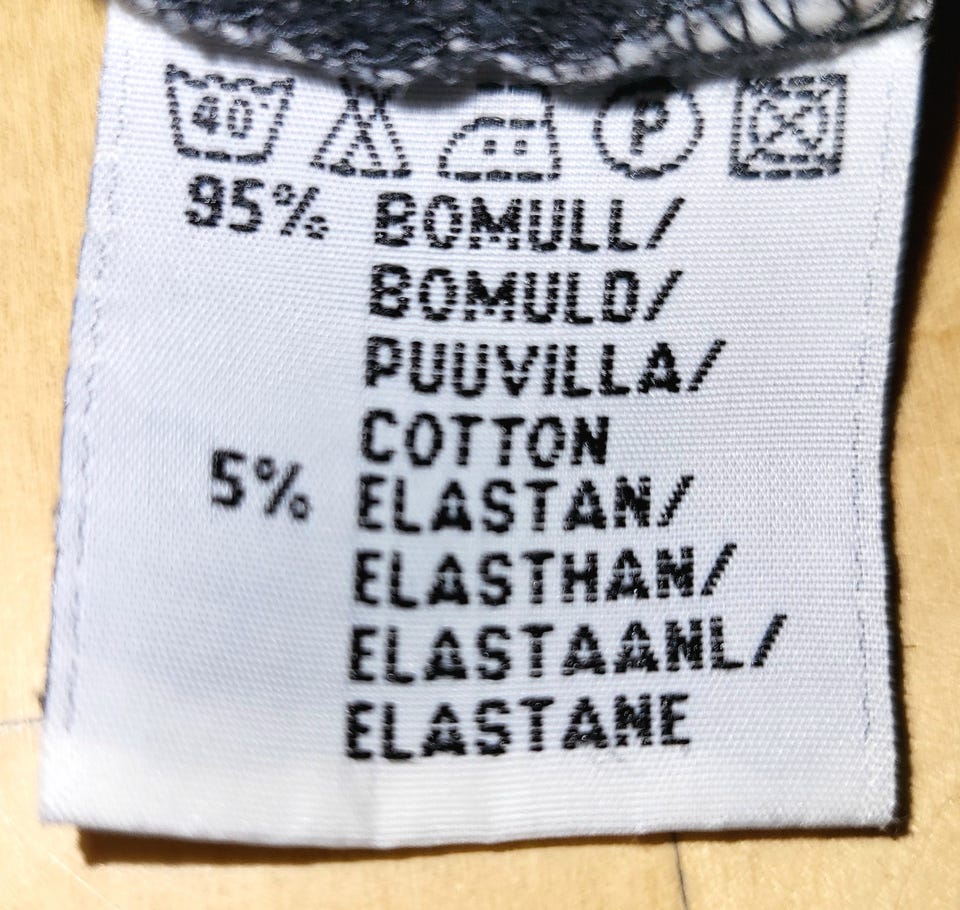 40° P
95% BOMULL/
BOMULD/
PUUVILLA/
COTTON
5% ELASTAN/
ELASTHAN/
ELASTAANL/
ELASTANE